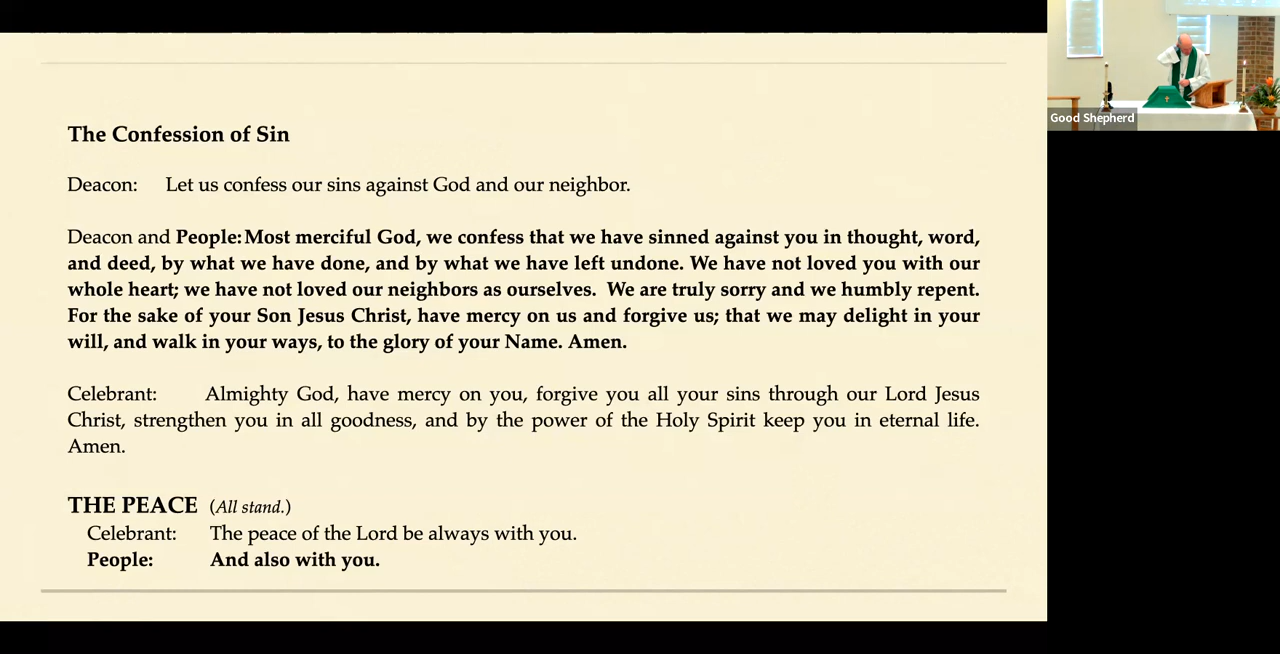 The Confession of Sin
Deacon: Let us confess our sins against God and our neighbor.
Deacon and People: Most merciful God, we confess that we have sinned against you in thought, word,
and deed, by what we have done, and by what we have left undone. We have not loved you with our
whole heart; we have not loved our neighbors as ourselves. We are truly sorry and we humbly repent.
For the sake of your Son Jesus Christ, have mercy on us and forgive us; that we may delight in your
will, and walk in your ways, to the glory of your Name. Amen.
Celebrant: Almighty God, have mercy on you, forgive you all your sins through our Lord Jesus
Christ, strengthen you in all goodness, and by the power of the Holy Spirit keep you in eternal life.
Amen.
THE PEACE (All stand.)
Celebrant: The peace of the Lord be always with you.
People: And also with you.
Good Shepherd